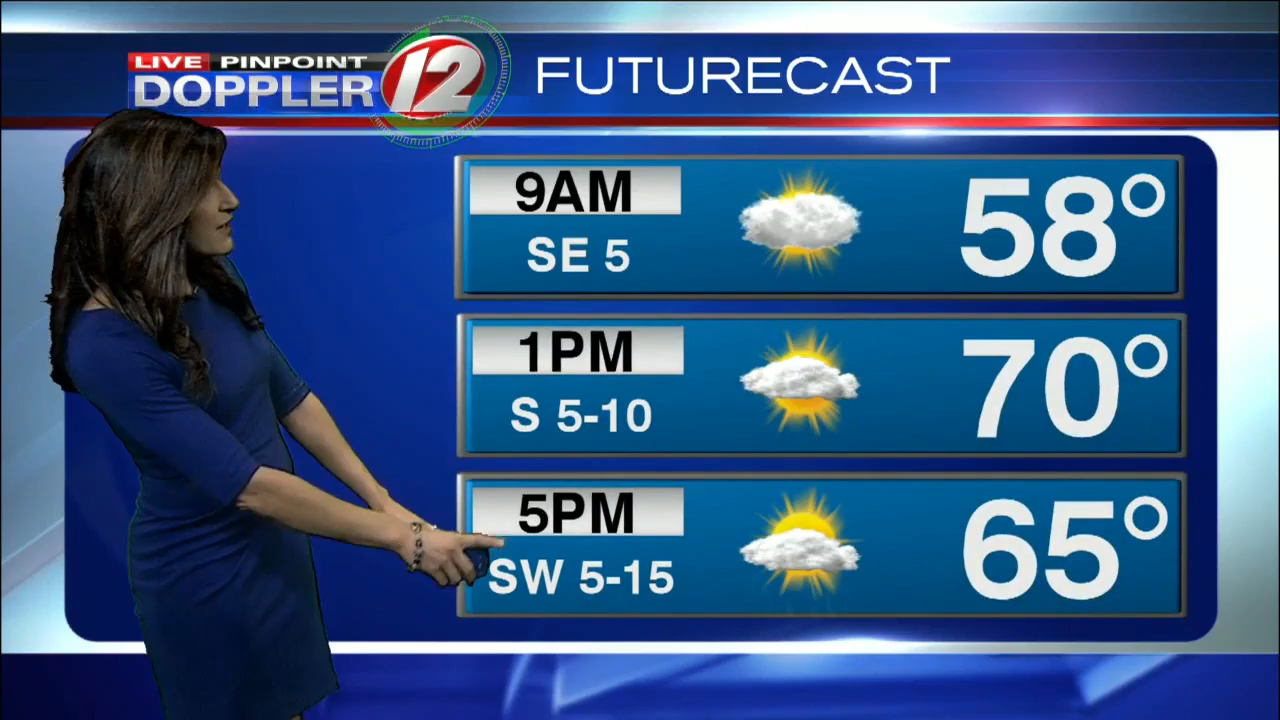 LIVE PINPOINT
DOPPLER 12
FUTURECAST
9AM
SE 5
58°
1PM
S 5-10
70°
5PM
SW 5-15
65°